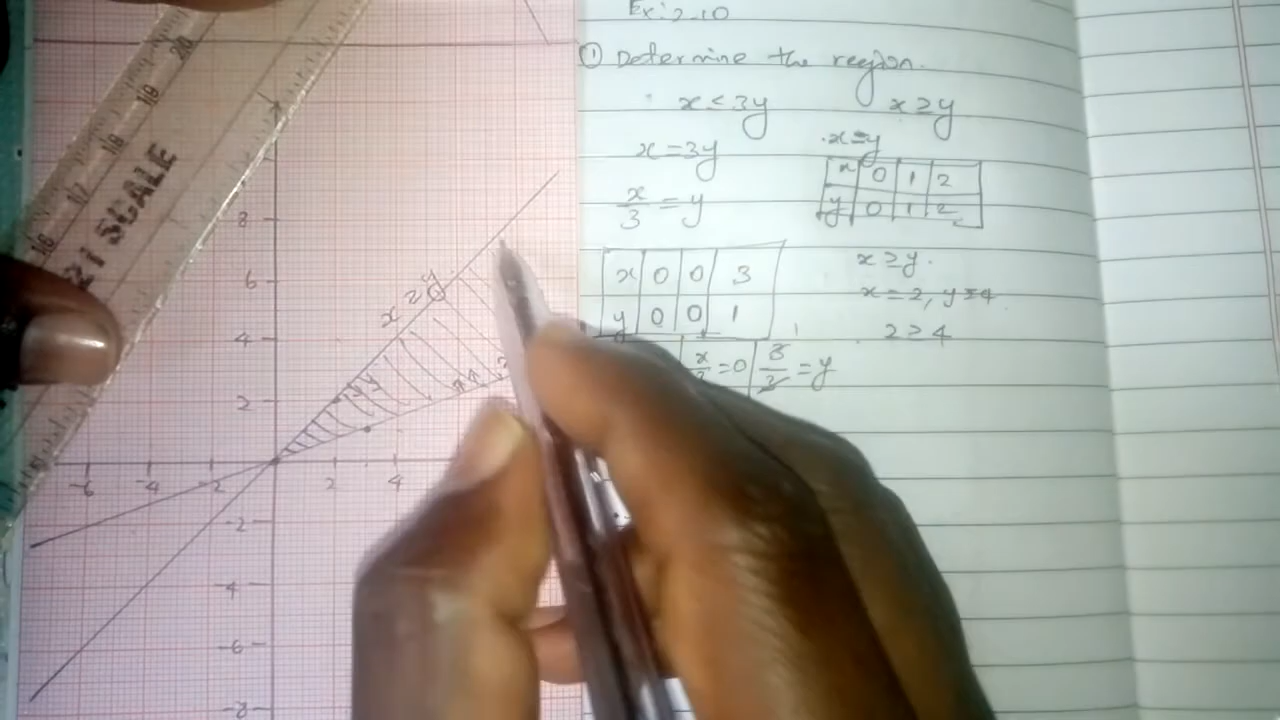 Ex: 2.10
① Determine the region.
x < 3y
x ≥ y
x = 3y
x/3 = y
x 0 0 3
y 0 0 1
x/3 = 0 3/3 = y
x = y
x 0 1 2
y 0 1 2
x ≥ y.
x = 2, y = 4
2 ≥ 4
8
6
4
2
-6 -4 -2 2 4
-2
-4
-6
-8
x ≥ y
SCALE
16 17 18 19 20